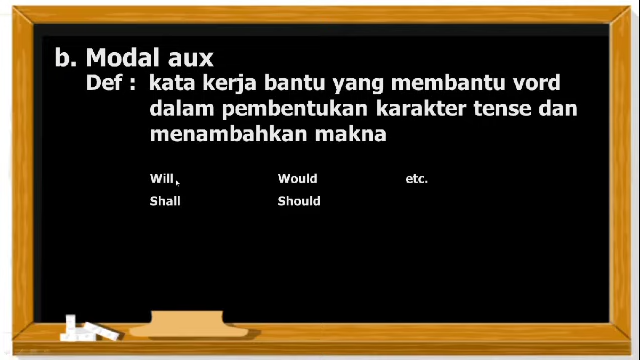 b. Modal aux
Def : kata kerja bantu yang membantu vord
dalam pembentukan karakter tense dan
menambahkan makna
Will Would etc.
Shall Should